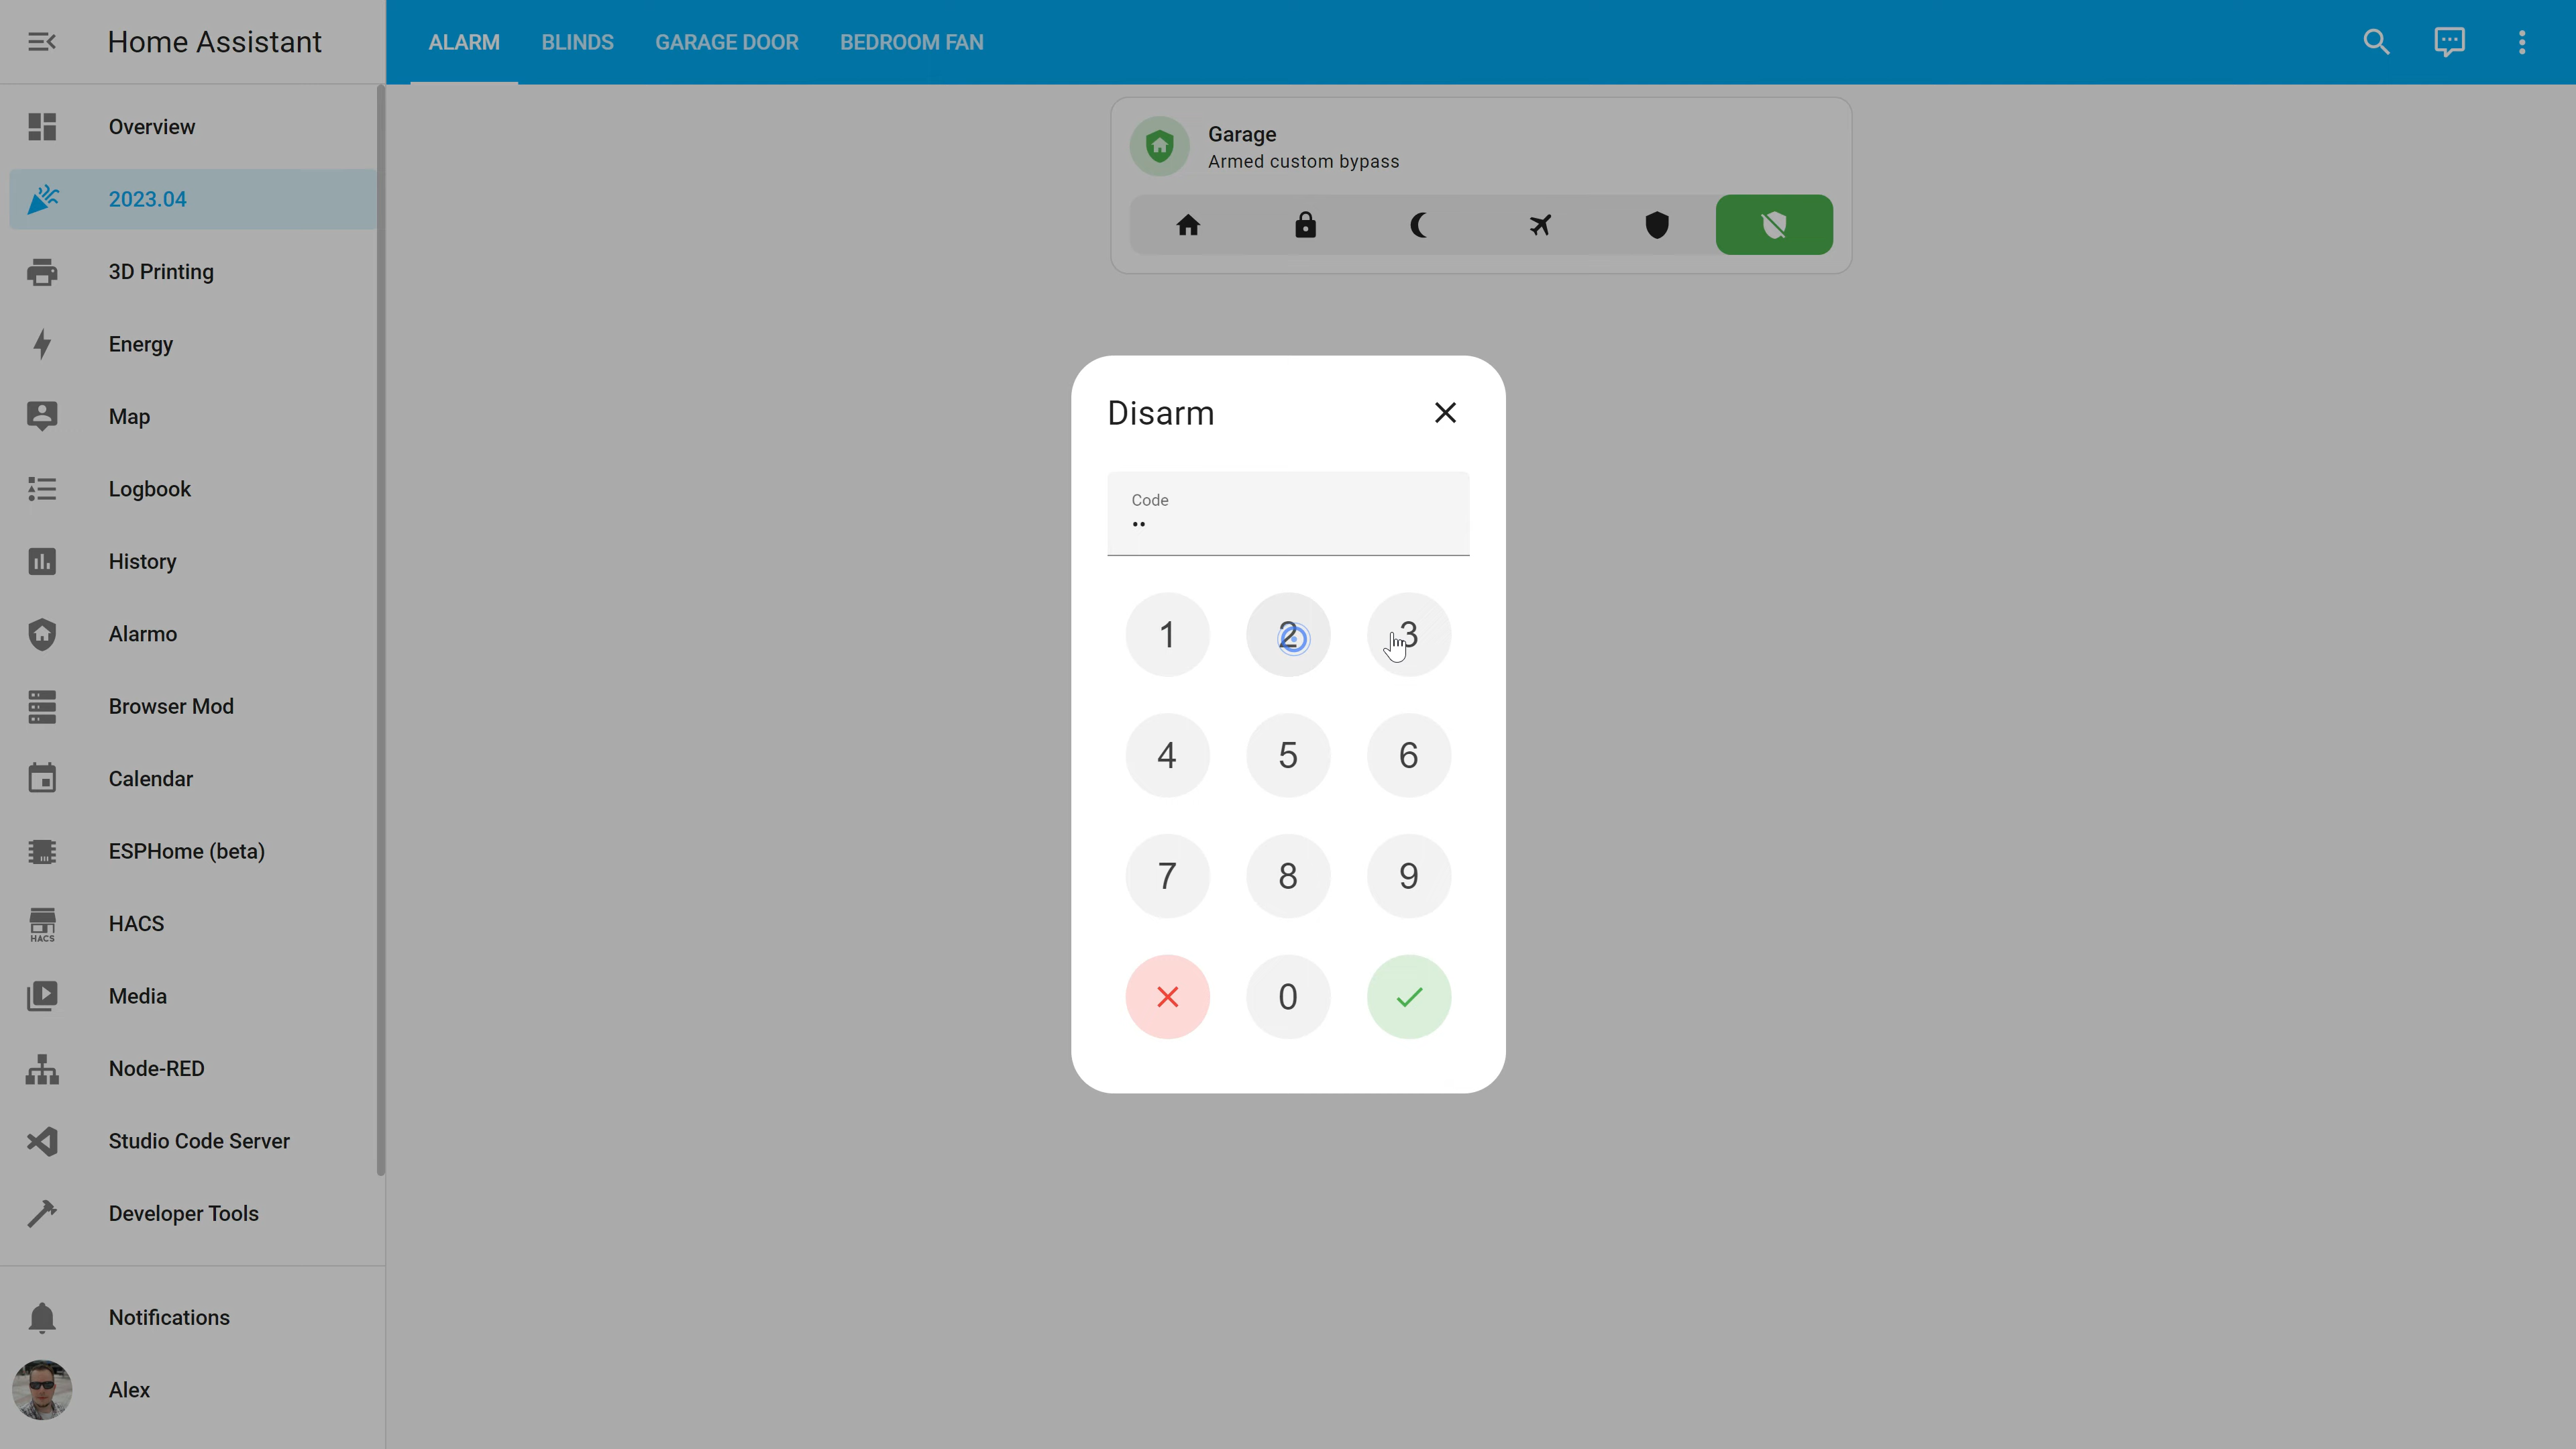 Home Assistant
ALARM BLINDS GARAGE DOOR BEDROOM FAN
Overview
2023.04
3D Printing
Energy
Map
Logbook
History
Alarmo
Browser Mod
Calendar
ESPHome (beta)
HACS
HACS
Media
Node-RED
Studio Code Server
Developer Tools
Notifications
Alex
Garage
Armed custom bypass
Disarm
Code
••
1 2 3
4 5 6
7 8 9
0